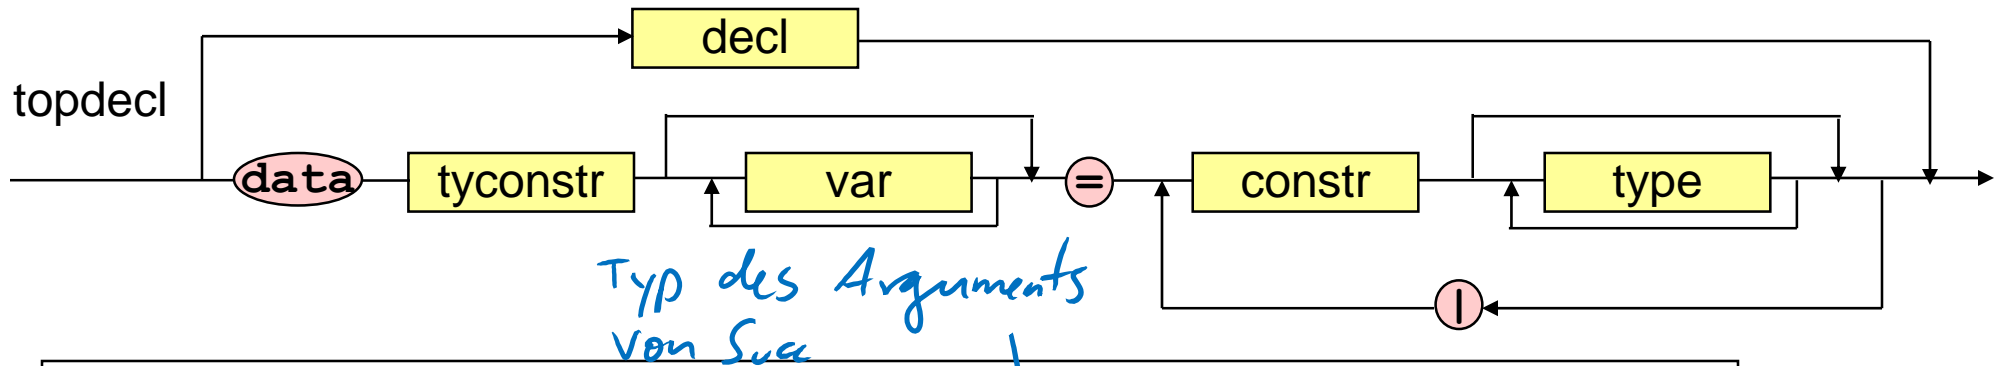 decl
topdecl
data tyconstr var = constr type
|
Typ des Arguments
von Succ